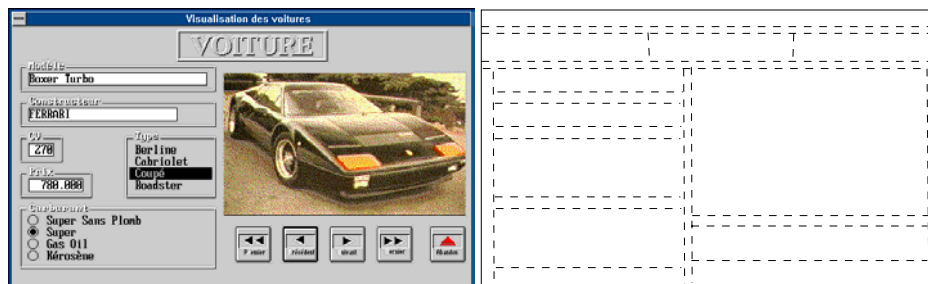 Visualisation des voitures
VOITURE
Modèle
Boxer Turbo
Constructeur
FERRARI
CV
270
Type
Berline
Cabriolet
Coupé
Roadster
Prix
780.000
Carburant
Super Sans Plomb
Super
Gas Oil
Kérosène
Abandon